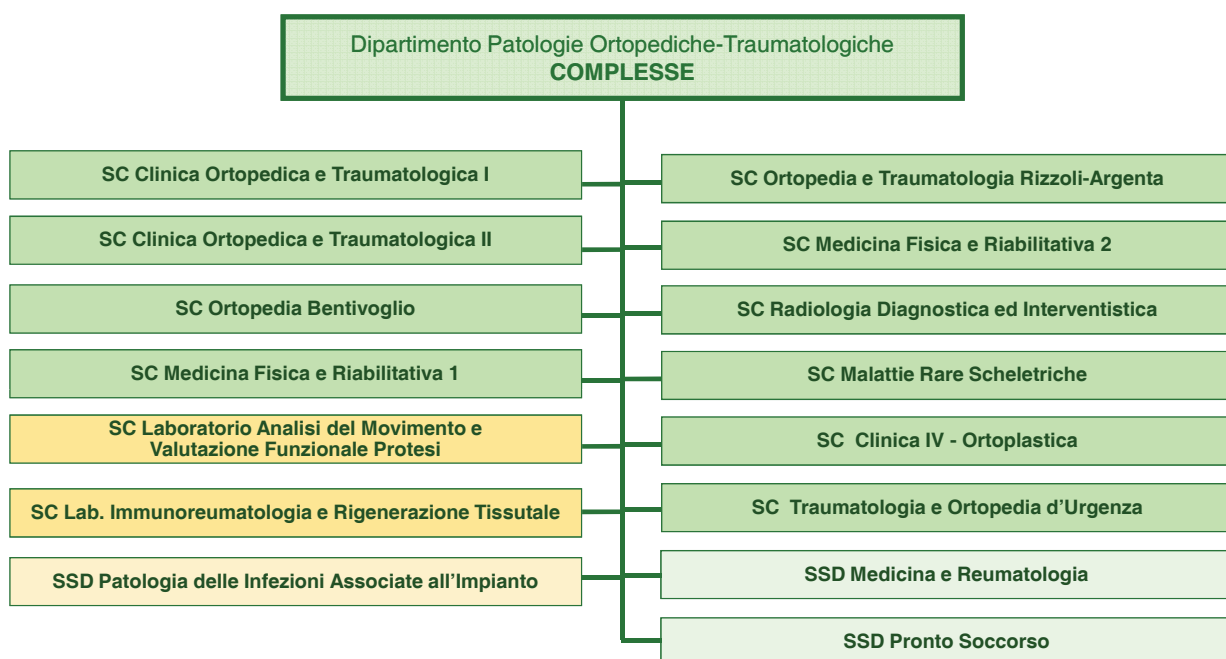 Dipartimento Patologie Ortopediche-Traumatologiche
COMPLESSE
SC Clinica Ortopedica e Traumatologica I
SC Clinica Ortopedica e Traumatologica II
SC Ortopedia Bentivoglio
SC Medicina Fisica e Riabilitativa 1
SC Laboratorio Analisi del Movimento e
Valutazione Funzionale Protesi
SC Lab. Immunoreumatologia e Rigenerazione Tissutale
SSD Patologia delle Infezioni Associate all’Impianto
SC Ortopedia e Traumatologia Rizzoli-Argenta
SC Medicina Fisica e Riabilitativa 2
SC Radiologia Diagnostica ed Interventistica
SC Malattie Rare Scheletriche
SC Clinica IV - Ortoplastica
SC Traumatologia e Ortopedia d’Urgenza
SSD Medicina e Reumatologia
SSD Pronto Soccorso